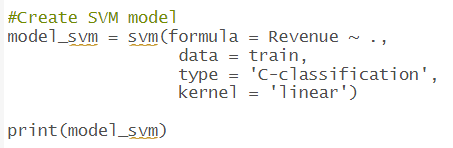 #Create SVM model
model_svm = svm(formula = Revenue ~ .,
data = train,
type = 'C-classification',
kernel = 'linear')
print(model_svm)